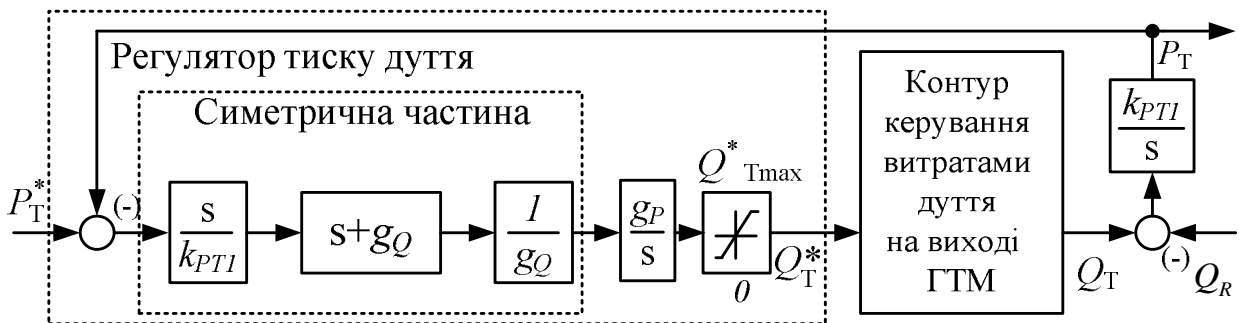 Регулятор тиску дуття
Симетрична частина
P*T
(-)
s
kPT1
s+gQ
1
gQ
gP
s
Q*Tmax
0
Q*T
Контур
керування
витратами
дуття
на виході
ГТМ
QT
(-)
QR
kPT1
s
PT